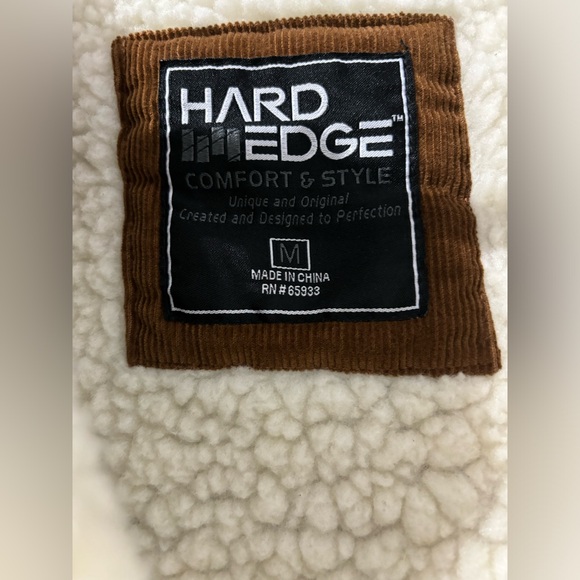 HARD
EDGE™
COMFORT & STYLE
Unique and Original
Created and Designed to Perfection
M
MADE IN CHINA
RN # 65933